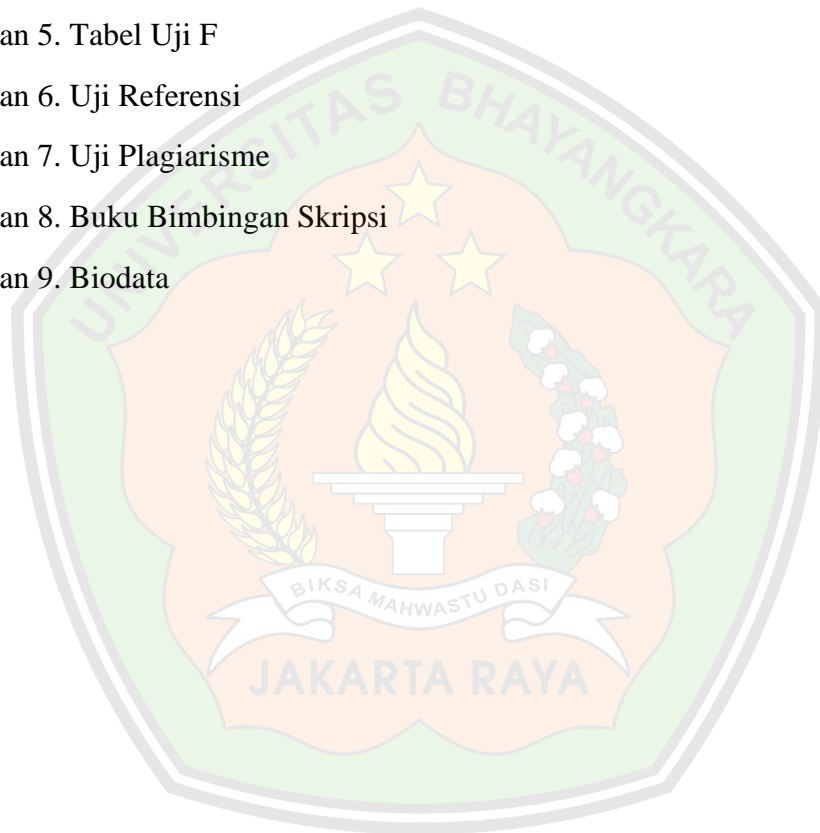 an 5. Tabel Uji F
an 6. Uji Referensi
an 7. Uji Plagiarisme
an 8. Buku Bimbingan Skripsi
an 9. Biodata
UNIVERSITAS BHAYANGKARA
BIKSA MAHWASTU DASI
JAKARTA RAYA